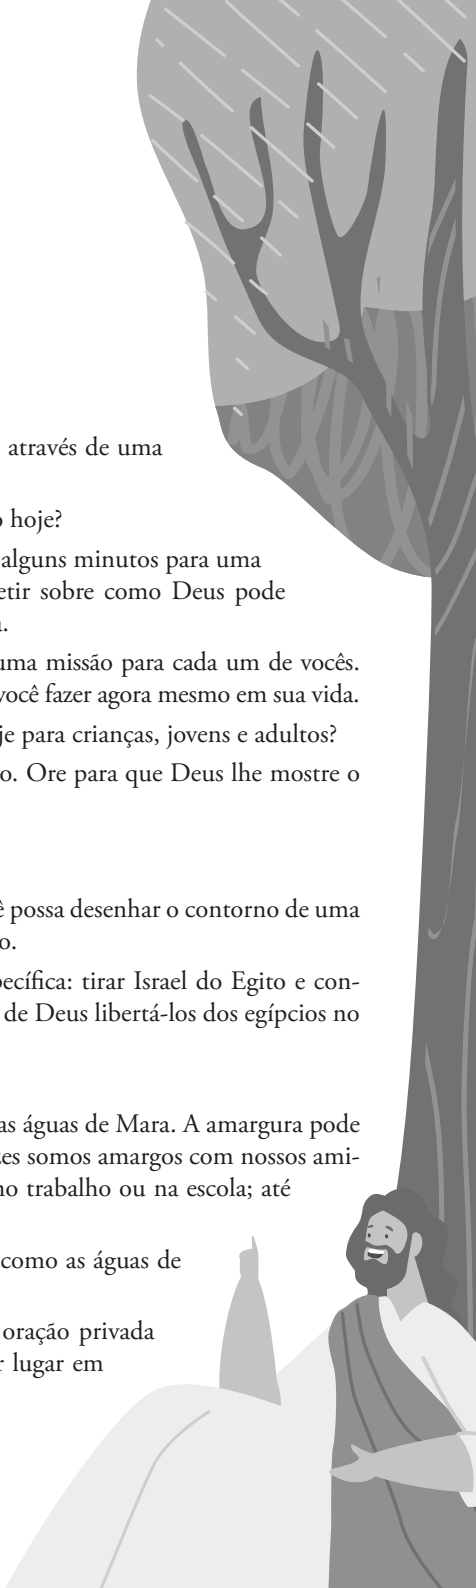 através de uma
hoje?
alguns minutos para uma
etir sobre como Deus pode
uma missão para cada um de vocês.
você fazer agora mesmo em sua vida.
je para crianças, jovens e adultos?
o. Ore para que Deus lhe mostre o
ê possa desenhar o contorno de uma
o.
pecífica: tirar Israel do Egito e con-
de Deus libertá-los dos egípcios no
as águas de Mara. A amargura pode
zes somos amargos com nossos ami-
no trabalho ou na escola; até
como as águas de
oração privada
r lugar em